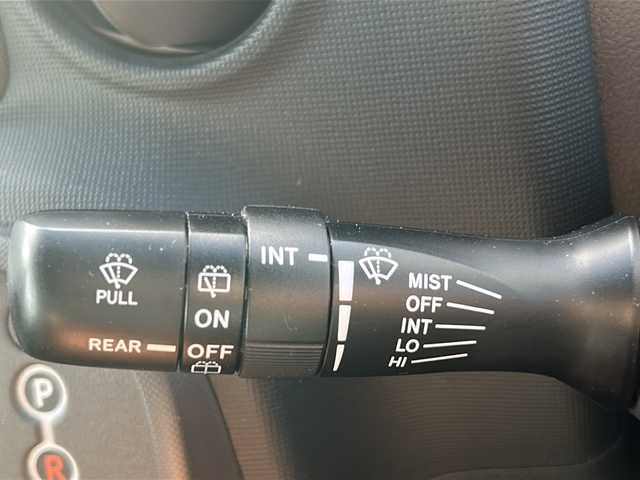 PULL
REAR
ON
OFF
INT
MIST
OFF
INT
LO
HI
P
R